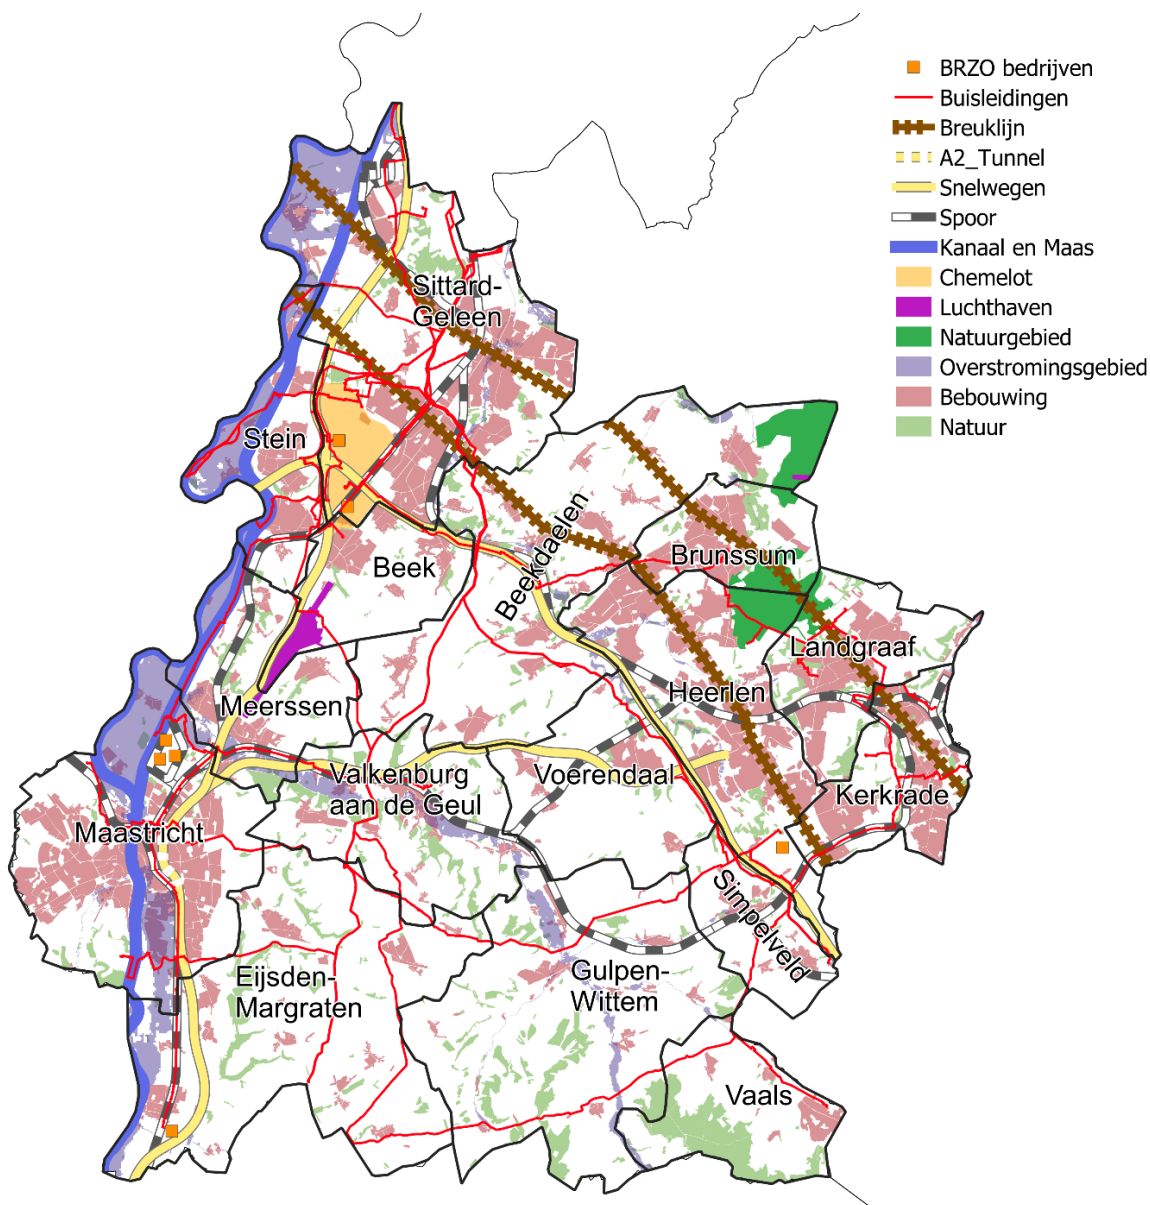 BRZO bedrijven
Buisleidingen
Breuklijn
A2_Tunnel
Snelwegen
Spoor
Kanaal en Maas
Chemelot
Luchthaven
Natuurgebied
Overstromingsgebied
Bebouwing
Natuur
Sittard-
Geleen
Stein
Beek
Beekdaelen
Brunssum
Landgraaf
Heerlen
Meerssen
Valkenburg
aan de Geul
Voerendaal
Kerkrade
Maastricht
Simpelveld
Eijsden-
Margraten
Gulpen-
Wittem
Vaals